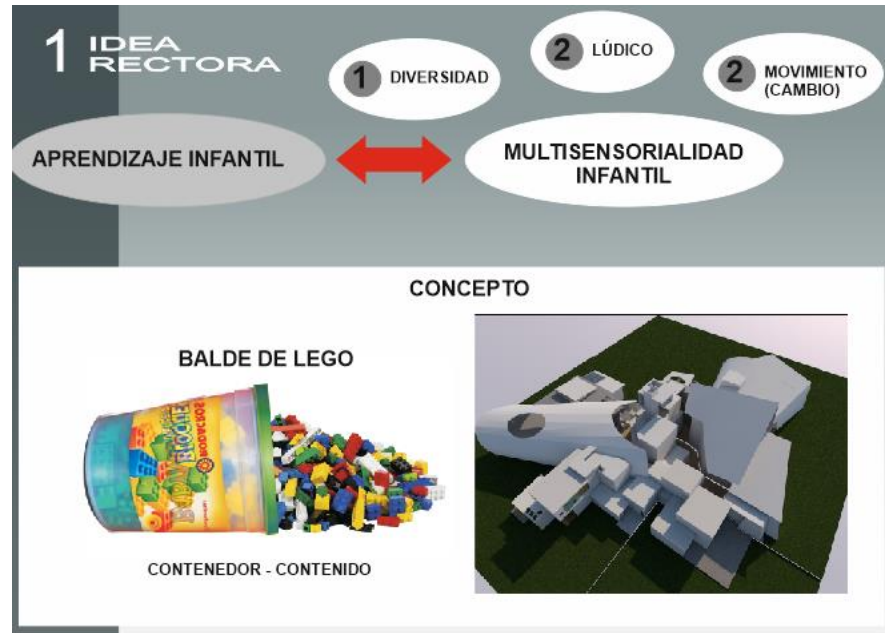 1 IDEA
RECTORA
1 DIVERSIDAD
2 LÚDICO
2 MOVIMIENTO
(CAMBIO)
APRENDIZAJE INFANTIL
MULTISENSORIALIDAD
INFANTIL
CONCEPTO
BALDE DE LEGO
CONTENEDOR - CONTENIDO